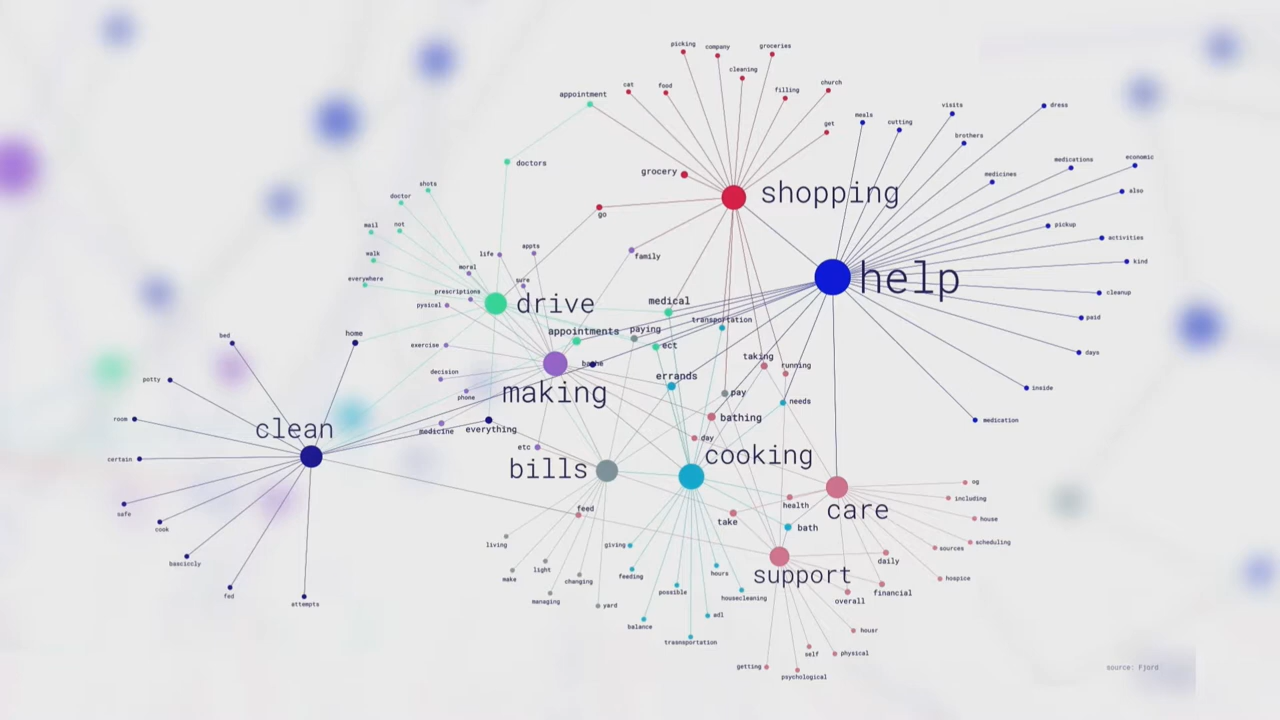 picking
company
groceries
cleaning
cat
food
filling
church
appointment
get
meals
cutting
visits
dress
brothers
doctors
grocery
shopping
medicines
medications
economic
also
shots
doctor
go
mail
not
pickup
activities
walk
life
appts
family
kind
everywhere
moral
sure
help
prescriptions
pysical
drive
medical
cleanup
transportation
paid
home
appointments
paying
bed
exercise
ect
taking
running
days
bathe
potty
decision
errands
making
phone
pay
needs
inside
room
clean
medicine
everything
bathing
medication
day
etc
certain
bills
cooking
og
safe
cook
feed
take
health
care
including
house
bath
living
giving
scheduling
sources
basciccly
light
make
changing
feeding
hours
support
daily
hospice
fed
attempts
managing
yard
possible
housecleaning
overall
financial
balance
adl
housr
transportation
self
physical
getting
psychological
source: Fjord